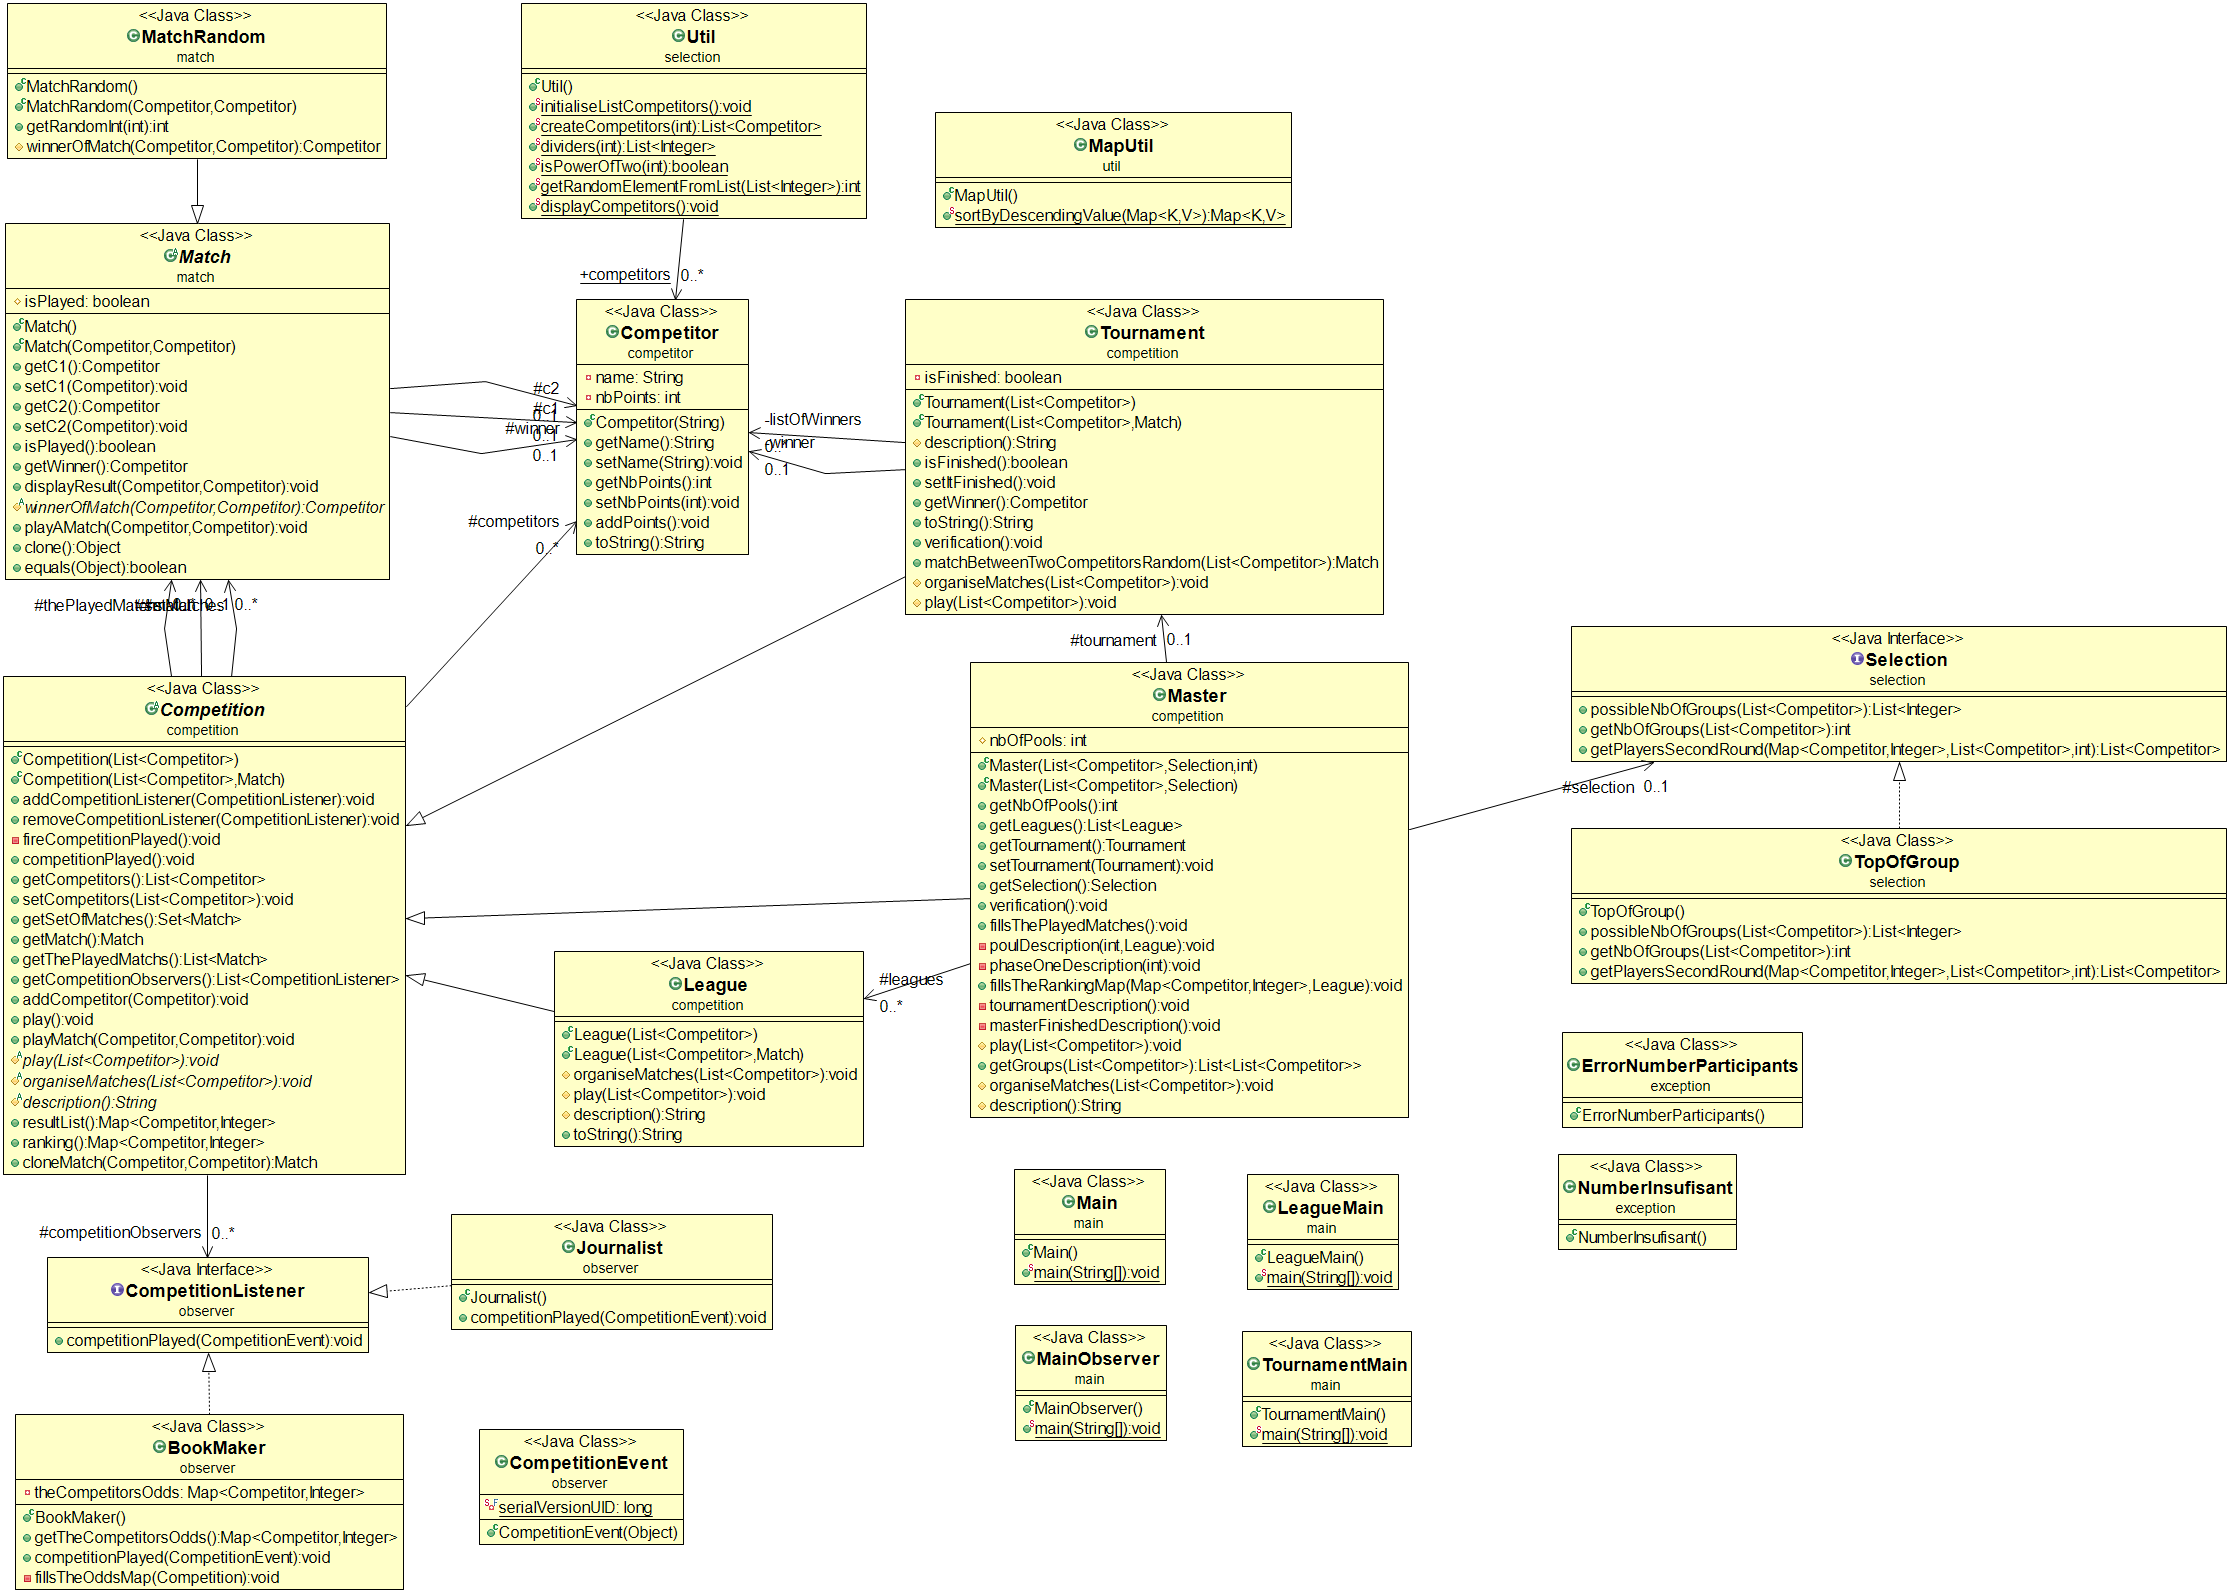 <<Java Class>>
MatchRandom
match
MatchRandom()
MatchRandom(Competitor,Competitor)
getRandomInt(int):int
winnerOfMatch(Competitor,Competitor):Competitor
<<Java Class>>
Util
selection
Util()
initialiseListCompetitors():void
createCompetitors(int):List<Competitor>
dividers(int):List<Integer>
isPowerOfTwo(int):boolean
getRandomElementFromList(List<Integer>):int
displayCompetitors():void
<<Java Class>>
MapUtil
util
MapUtil()
sortByDescendingValue(Map<K,V>):Map<K,V>
<<Java Class>>
Match
match
isPlayed: boolean
Match()
Match(Competitor,Competitor)
getC1():Competitor
setC1(Competitor):void
getC2():Competitor
setC2(Competitor):void
isPlayed():boolean
getWinner():Competitor
displayResult(Competitor,Competitor):void
winnerOfMatch(Competitor,Competitor):Competitor
playAMatch(Competitor,Competitor):void
clone():Object
equals(Object):boolean
+competitors 0..*
<<Java Class>>
Competitor
competitor
name: String
nbPoints: int
Competitor(String)
getName():String
setName(String):void
getNbPoints():int
setNbPoints(int):void
addPoints():void
toString():String
#c2
#c1
0..1
#winner
0..1
0..1
<<Java Class>>
Tournament
competition
isFinished: boolean
Tournament(List<Competitor>)
Tournament(List<Competitor>,Match)
description():String
isFinished():boolean
setItFinished():void
getWinner():Competitor
toString():String
verification():void
matchBetweenTwoCompetitorsRandom(List<Competitor>):Match
organiseMatches(List<Competitor>):void
play(List<Competitor>):void
-listOfWinners
-winner
0..*
0..1
#competitors
0..*
0..*
#tournament 0..1
<<Java Class>>
Competition
competition
Competition(List<Competitor>)
Competition(List<Competitor>,Match)
addCompetitionListener(CompetitionListener):void
removeCompetitionListener(CompetitionListener):void
fireCompetitionPlayed():void
competitionPlayed():void
getCompetitors():List<Competitor>
setCompetitors(List<Competitor>):void
getSetOfMatches():Set<Match>
getMatch():Match
getThePlayedMatchs():List<Match>
getCompetitionObservers():List<CompetitionListener>
addCompetitor(Competitor):void
play():void
playMatch(Competitor,Competitor):void
play(List<Competitor>):void
organiseMatches(List<Competitor>):void
description():String
resultList():Map<Competitor,Integer>
ranking():Map<Competitor,Integer>
cloneMatch(Competitor,Competitor):Match
<<Java Class>>
Master
competition
nbOfPools: int
Master(List<Competitor>,Selection,int)
Master(List<Competitor>,Selection)
getNbOfPools():int
getLeagues():List<League>
getTournament():Tournament
setTournament(Tournament):void
getSelection():Selection
verification():void
fillsThePlayedMatches():void
poulDescription(int,League):void
phaseOneDescription(int):void
fillsTheRankingMap(Map<Competitor,Integer>,League):void
tournamentDescription():void
masterFinishedDescription():void
play(List<Competitor>):void
getGroups(List<Competitor>):List<List<Competitor>>
organiseMatches(List<Competitor>):void
description():String
<<Java Interface>>
Selection
selection
possibleNbOfGroups(List<Competitor>):List<Integer>
getNbOfGroups(List<Competitor>):int
getPlayersSecondRound(Map<Competitor,Integer>,List<Competitor>,int):List<Competitor>
#selection 0..1
<<Java Class>>
TopOfGroup
selection
TopOfGroup()
possibleNbOfGroups(List<Competitor>):List<Integer>
getNbOfGroups(List<Competitor>):int
getPlayersSecondRound(Map<Competitor,Integer>,List<Competitor>,int):List<Competitor>
<<Java Class>>
League
competition
League(List<Competitor>)
League(List<Competitor>,Match)
organiseMatches(List<Competitor>):void
play(List<Competitor>):void
description():String
toString():String
#leagues
0..*
<<Java Class>>
ErrorNumberParticipants
exception
ErrorNumberParticipants()
<<Java Class>>
NumberInsufisant
exception
NumberInsufisant()
<<Java Class>>
Main
main
Main()
main(String[]):void
<<Java Class>>
LeagueMain
main
LeagueMain()
main(String[]):void
#competitionObservers 0..*
<<Java Interface>>
CompetitionListener
observer
competitionPlayed(CompetitionEvent):void
<<Java Class>>
Journalist
observer
Journalist()
competitionPlayed(CompetitionEvent):void
<<Java Class>>
MainObserver
main
MainObserver()
main(String[]):void
<<Java Class>>
TournamentMain
main
TournamentMain()
main(String[]):void
<<Java Class>>
BookMaker
observer
theCompetitorsOdds: Map<Competitor,Integer>
BookMaker()
getTheCompetitorsOdds():Map<Competitor,Integer>
competitionPlayed(CompetitionEvent):void
fillsTheOddsMap(Competition):void
<<Java Class>>
CompetitionEvent
observer
serialVersionUID: long
CompetitionEvent(Object)